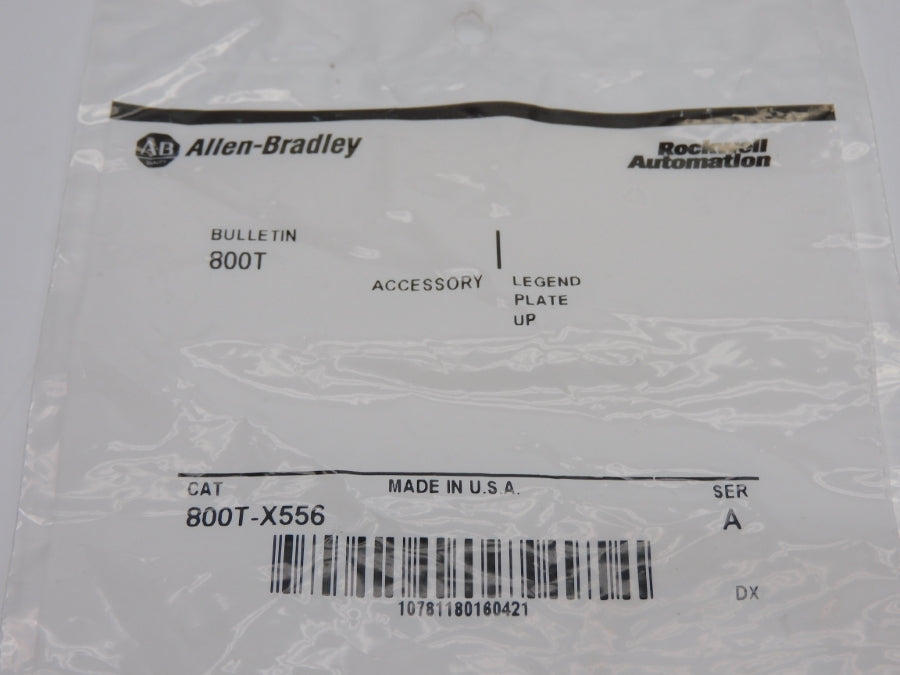 AB
QUALITY
Allen-Bradley
Rockwell
Automation
BULLETIN
800T
ACCESSORY
LEGEND
PLATE
UP
CAT
MADE IN U.S.A.
SER
800T-X556
A
10781180160421
DX